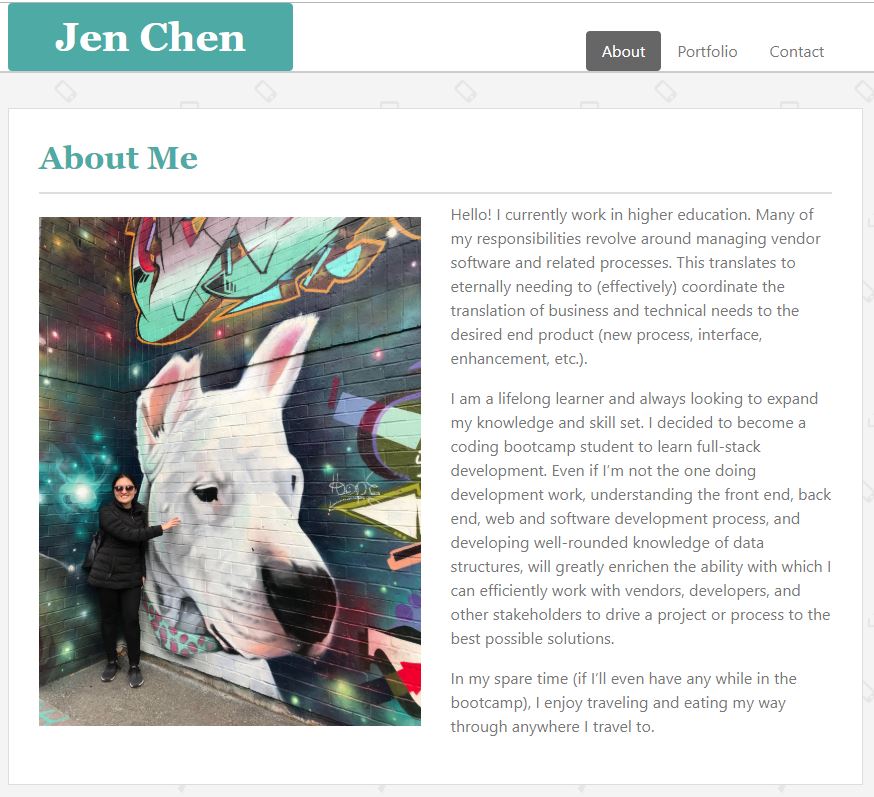 Jen Chen
About Portfolio Contact
About Me
Hello! I currently work in higher education. Many of
my responsibilities revolve around managing vendor
software and related processes. This translates to
eternally needing to (effectively) coordinate the
translation of business and technical needs to the
desired end product (new process, interface,
enhancement, etc.).
I am a lifelong learner and always looking to expand
my knowledge and skill set. I decided to become a
coding bootcamp student to learn full-stack
development. Even if I'm not the one doing
development work, understanding the front end, back
end, web and software development process, and
developing well-rounded knowledge of data
structures, will greatly enrichen the ability with which I
can efficiently work with vendors, developers, and
other stakeholders to drive a project or process to the
best possible solutions.
In my spare time (if I'll even have any while in the
bootcamp), I enjoy traveling and eating my way
through anywhere I travel to.